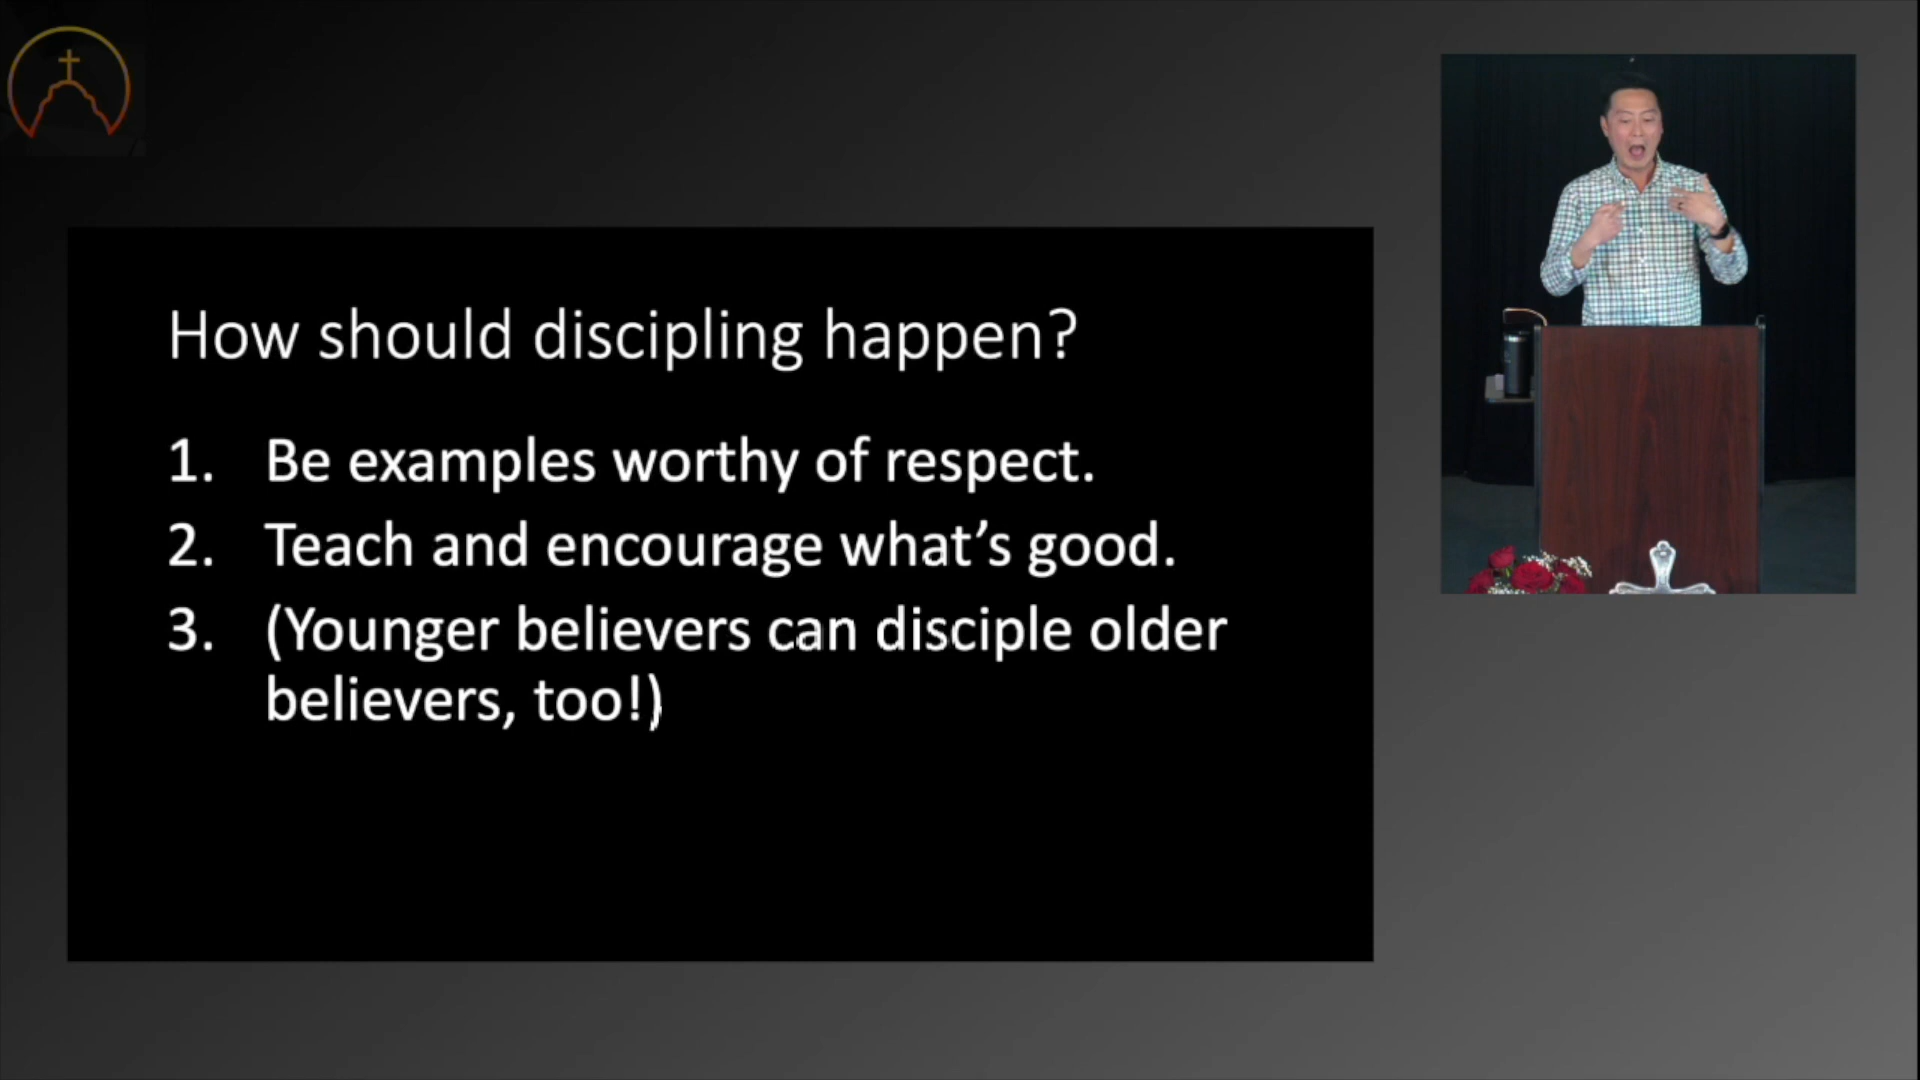 How should discipling happen?
1. Be examples worthy of respect.
2. Teach and encourage what's good.
3. (Younger believers can disciple older
believers, too!)